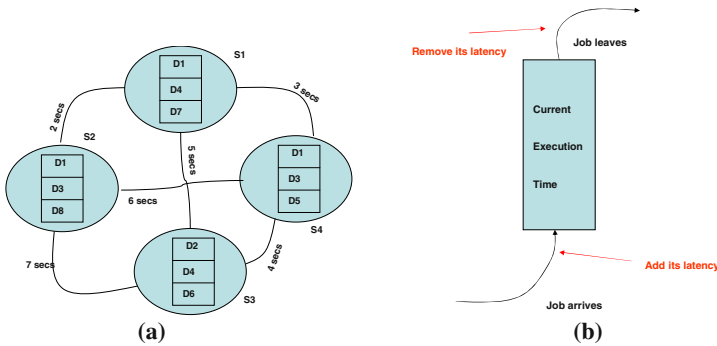 S1
D1
D4
D7
2 secs
3 secs
S2
D1
D3
D8
5 secs
6 secs
D1
D3
D5
S4
7 secs
4 secs
D2
D4
D6
S3
(a)
Remove its latency
Job leaves
Current
Execution
Time
Add its latency
Job arrives
(b)